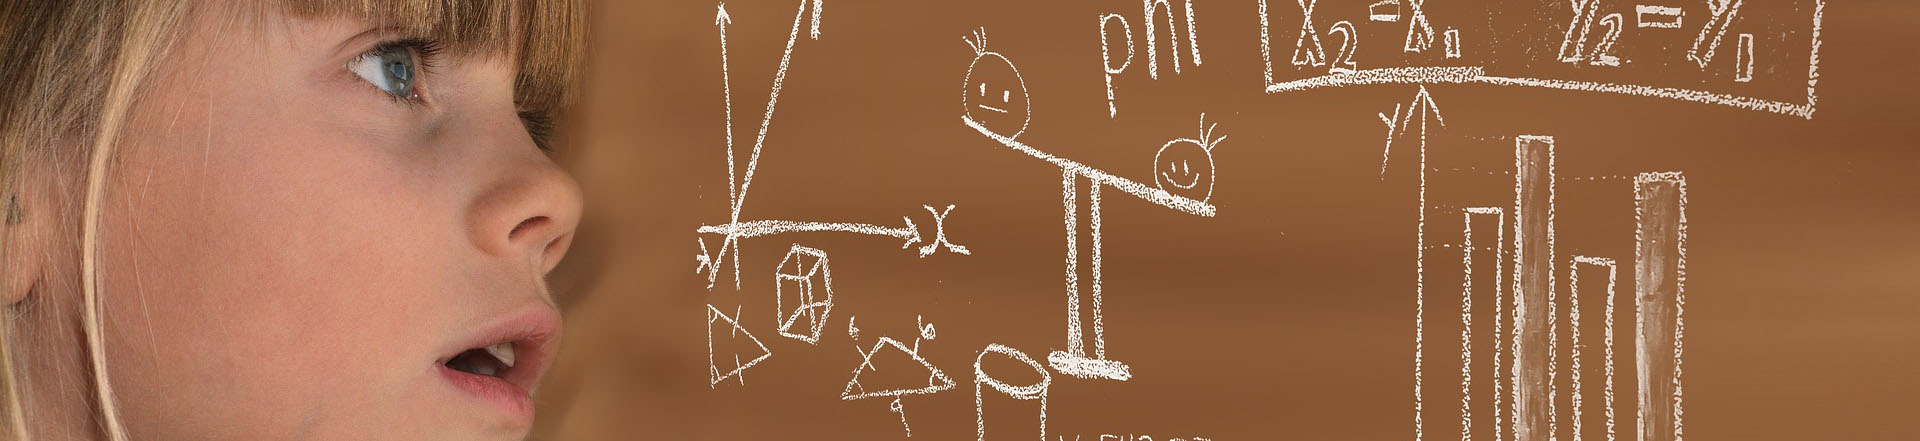 phi
x₂ - x₁ y₂ - y₁
y
x
b b
a